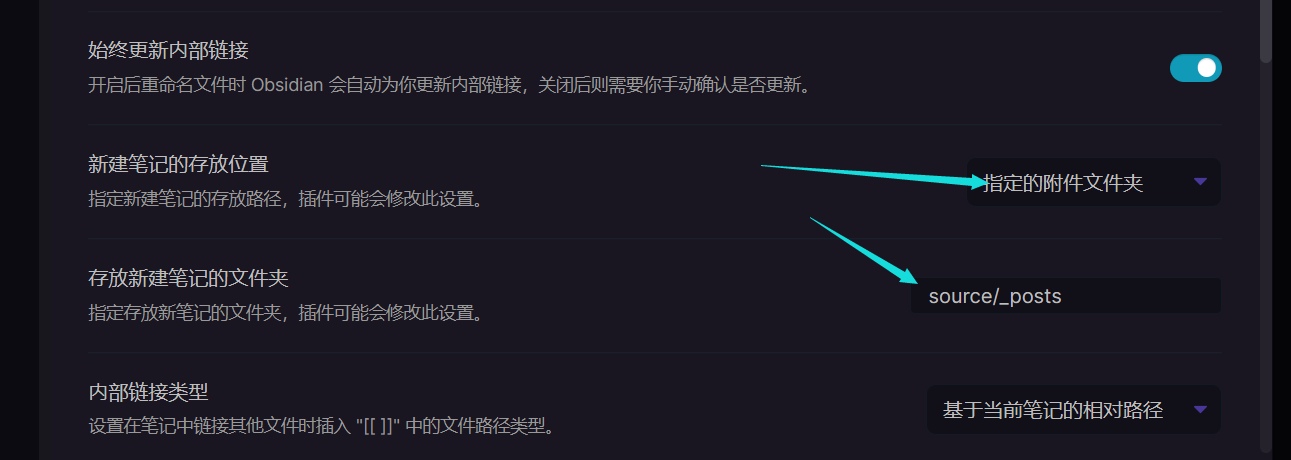 始终更新内部链接
开启后重命名文件时 Obsidian 会自动为你更新内部链接，关闭后则需要你手动确认是否更新。
新建笔记的存放位置
指定新建笔记的存放路径，插件可能会修改此设置。
指定的附件文件夹
存放新建笔记的文件夹
指定存放新笔记的文件夹，插件可能会修改此设置。
source/_posts
内部链接类型
设置在笔记中链接其他文件时插入 "[[ ]]" 中的文件路径类型。
基于当前笔记的相对路径